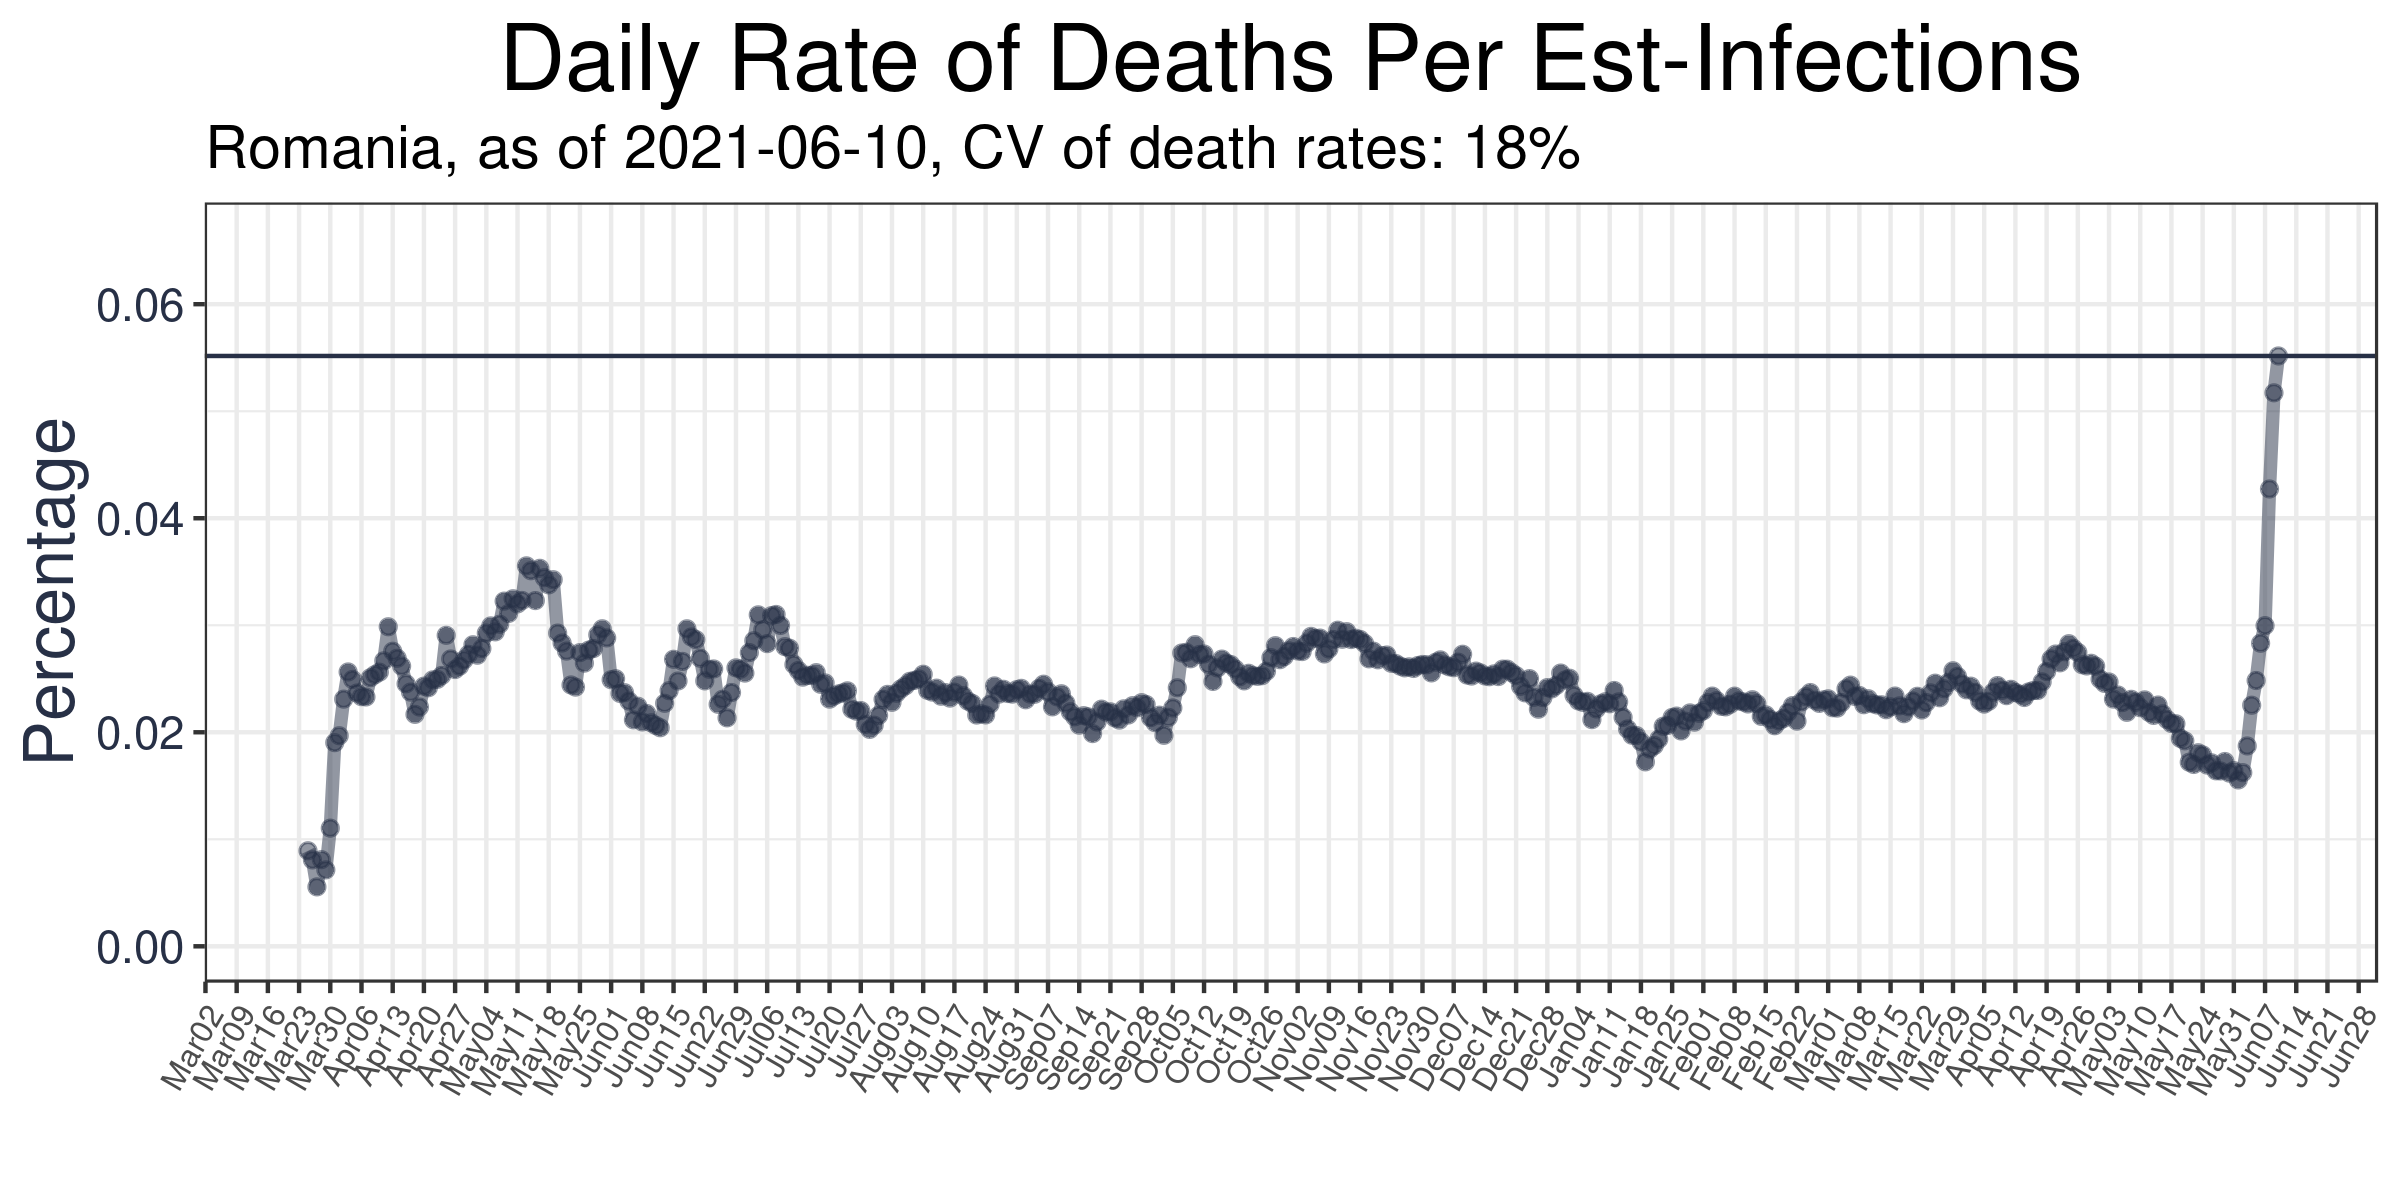 Daily Rate of Deaths Per Est-Infections
Romania, as of 2021-06-10, CV of death rates: 18%
Percentage
0.06
0.04
0.02
0.00
Mar02
Mar09
Mar16
Mar23
Mar30
Apr06
Apr13
Apr20
Apr27
May04
May11
May18
May25
Jun01
Jun08
Jun15
Jun22
Jun29
Jul06
Jul13
Jul20
Jul27
Aug03
Aug10
Aug17
Aug24
Aug31
Sep07
Sep14
Sep21
Sep28
Oct05
Oct12
Oct19
Oct26
Nov02
Nov09
Nov16
Nov23
Nov30
Dec07
Dec14
Dec21
Dec28
Jan04
Jan11
Jan18
Jan25
Feb01
Feb08
Feb15
Feb22
Mar01
Mar08
Mar15
Mar22
Mar29
Apr05
Apr12
Apr19
Apr26
May03
May10
May17
May24
May31
Jun07
Jun14
Jun21
Jun28